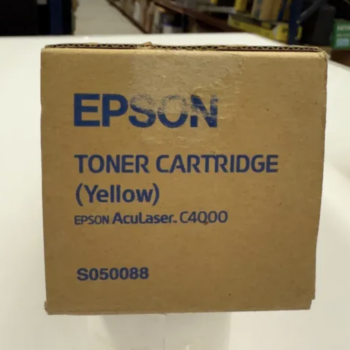 EPSON
TONER CARTRIDGE
(Yellow)
EPSON AcuLaser C4000
S050088